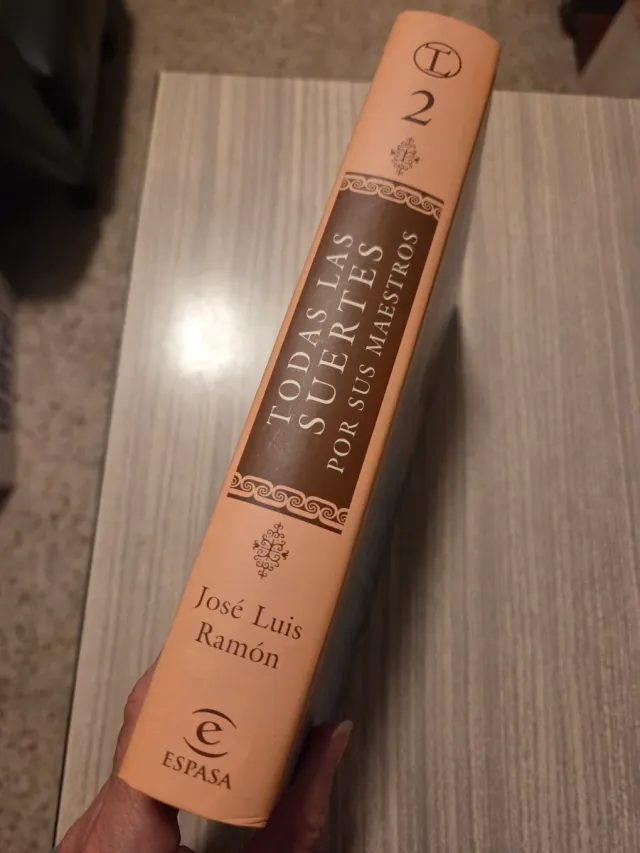 2
TODAS LAS
SUERTES
POR SUS MAESTROS
José Luis
Ramón
e
ESPASA